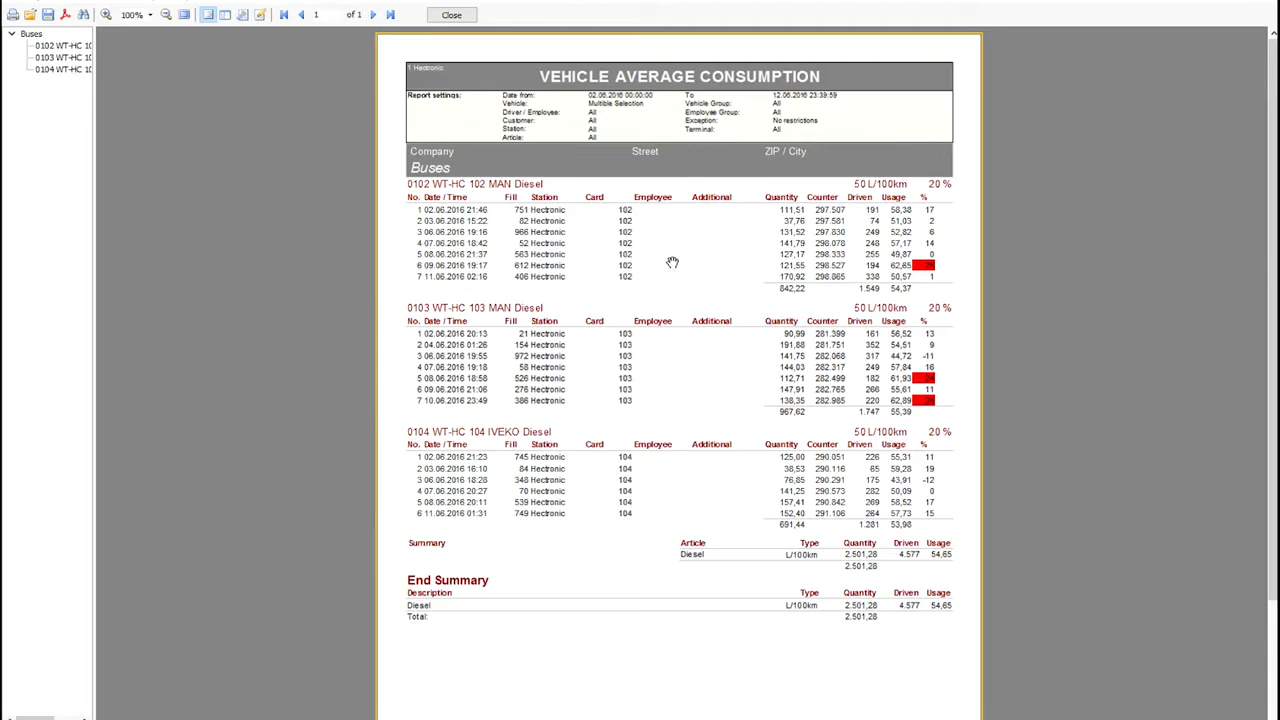 100% 1 of 1 Close
Buses
0102 WT-HC 10
0103 WT-HC 10
0104 WT-HC 10
1 Hectronic
VEHICLE AVERAGE CONSUMPTION
Report settings: Date from: 02.06.2016 00:00:00 To 12.06.2016 23:39:59
Vehicle: Multiple Selection Vehicle Group: All
Driver / Employee: All Employee Group: All
Customer: All Exception: No restrictions
Station: All Terminal: All
Article: All
Company Street ZIP / City
Buses
0102 WT-HC 102 MAN Diesel 50 L/100km 20 %
No. Date / Time Fill Station Card Employee Additional Quantity Counter Driven Usage %
1 02.06.2016 21:46 751 Hectronic 102 111,51 297.507 191 58,38 17
2 03.06.2016 15:22 82 Hectronic 102 37,76 297.581 74 51,03 2
3 06.06.2016 19:16 966 Hectronic 102 131,52 297.830 249 52,82 6
4 07.06.2016 18:42 52 Hectronic 102 141,79 298.078 248 57,17 14
5 08.06.2016 21:37 563 Hectronic 102 127,17 298.333 255 49,87 0
6 09.06.2016 19:17 612 Hectronic 102 121,55 298.527 194 62,65
7 11.06.2016 02:16 406 Hectronic 102 170,92 298.865 338 50,57 1
842,22 1.549 54,37
0103 WT-HC 103 MAN Diesel 50 L/100km 20 %
No. Date / Time Fill Station Card Employee Additional Quantity Counter Driven Usage %
1 02.06.2016 20:13 21 Hectronic 103 90,99 281.399 161 56,52 13
2 04.06.2016 01:26 154 Hectronic 103 191,88 281.751 352 54,51 9
3 06.06.2016 19:55 972 Hectronic 103 141,75 282.068 317 44,72 -11
4 07.06.2016 19:18 58 Hectronic 103 144,03 282.317 249 57,84 16
5 08.06.2016 18:58 526 Hectronic 103 112,71 282.499 182 61,93
6 09.06.2016 21:06 276 Hectronic 103 147,91 282.765 266 55,61 11
7 10.06.2016 23:49 386 Hectronic 103 138,35 282.985 220 62,89
967,62 1.747 55,39
0104 WT-HC 104 IVEKO Diesel 50 L/100km 20 %
No. Date / Time Fill Station Card Employee Additional Quantity Counter Driven Usage %
1 02.06.2016 21:23 745 Hectronic 104 125,00 290.051 226 55,31 11
2 03.06.2016 16:10 84 Hectronic 104 38,53 290.116 65 59,28 19
3 06.06.2016 18:28 348 Hectronic 104 76,85 290.291 175 43,91 -12
4 07.06.2016 20:27 70 Hectronic 104 141,25 290.573 282 50,09 0
5 08.06.2016 20:11 539 Hectronic 104 157,41 290.842 269 58,52 17
6 11.06.2016 01:31 749 Hectronic 104 152,40 291.106 264 57,73 15
691,44 1.281 53,98
Summary Article Type Quantity Driven Usage
Diesel L/100km 2.501,28 4.577 54,65
2.501,28
End Summary
Description Type Quantity Driven Usage
Diesel L/100km 2.501,28 4.577 54,65
Total: 2.501,28